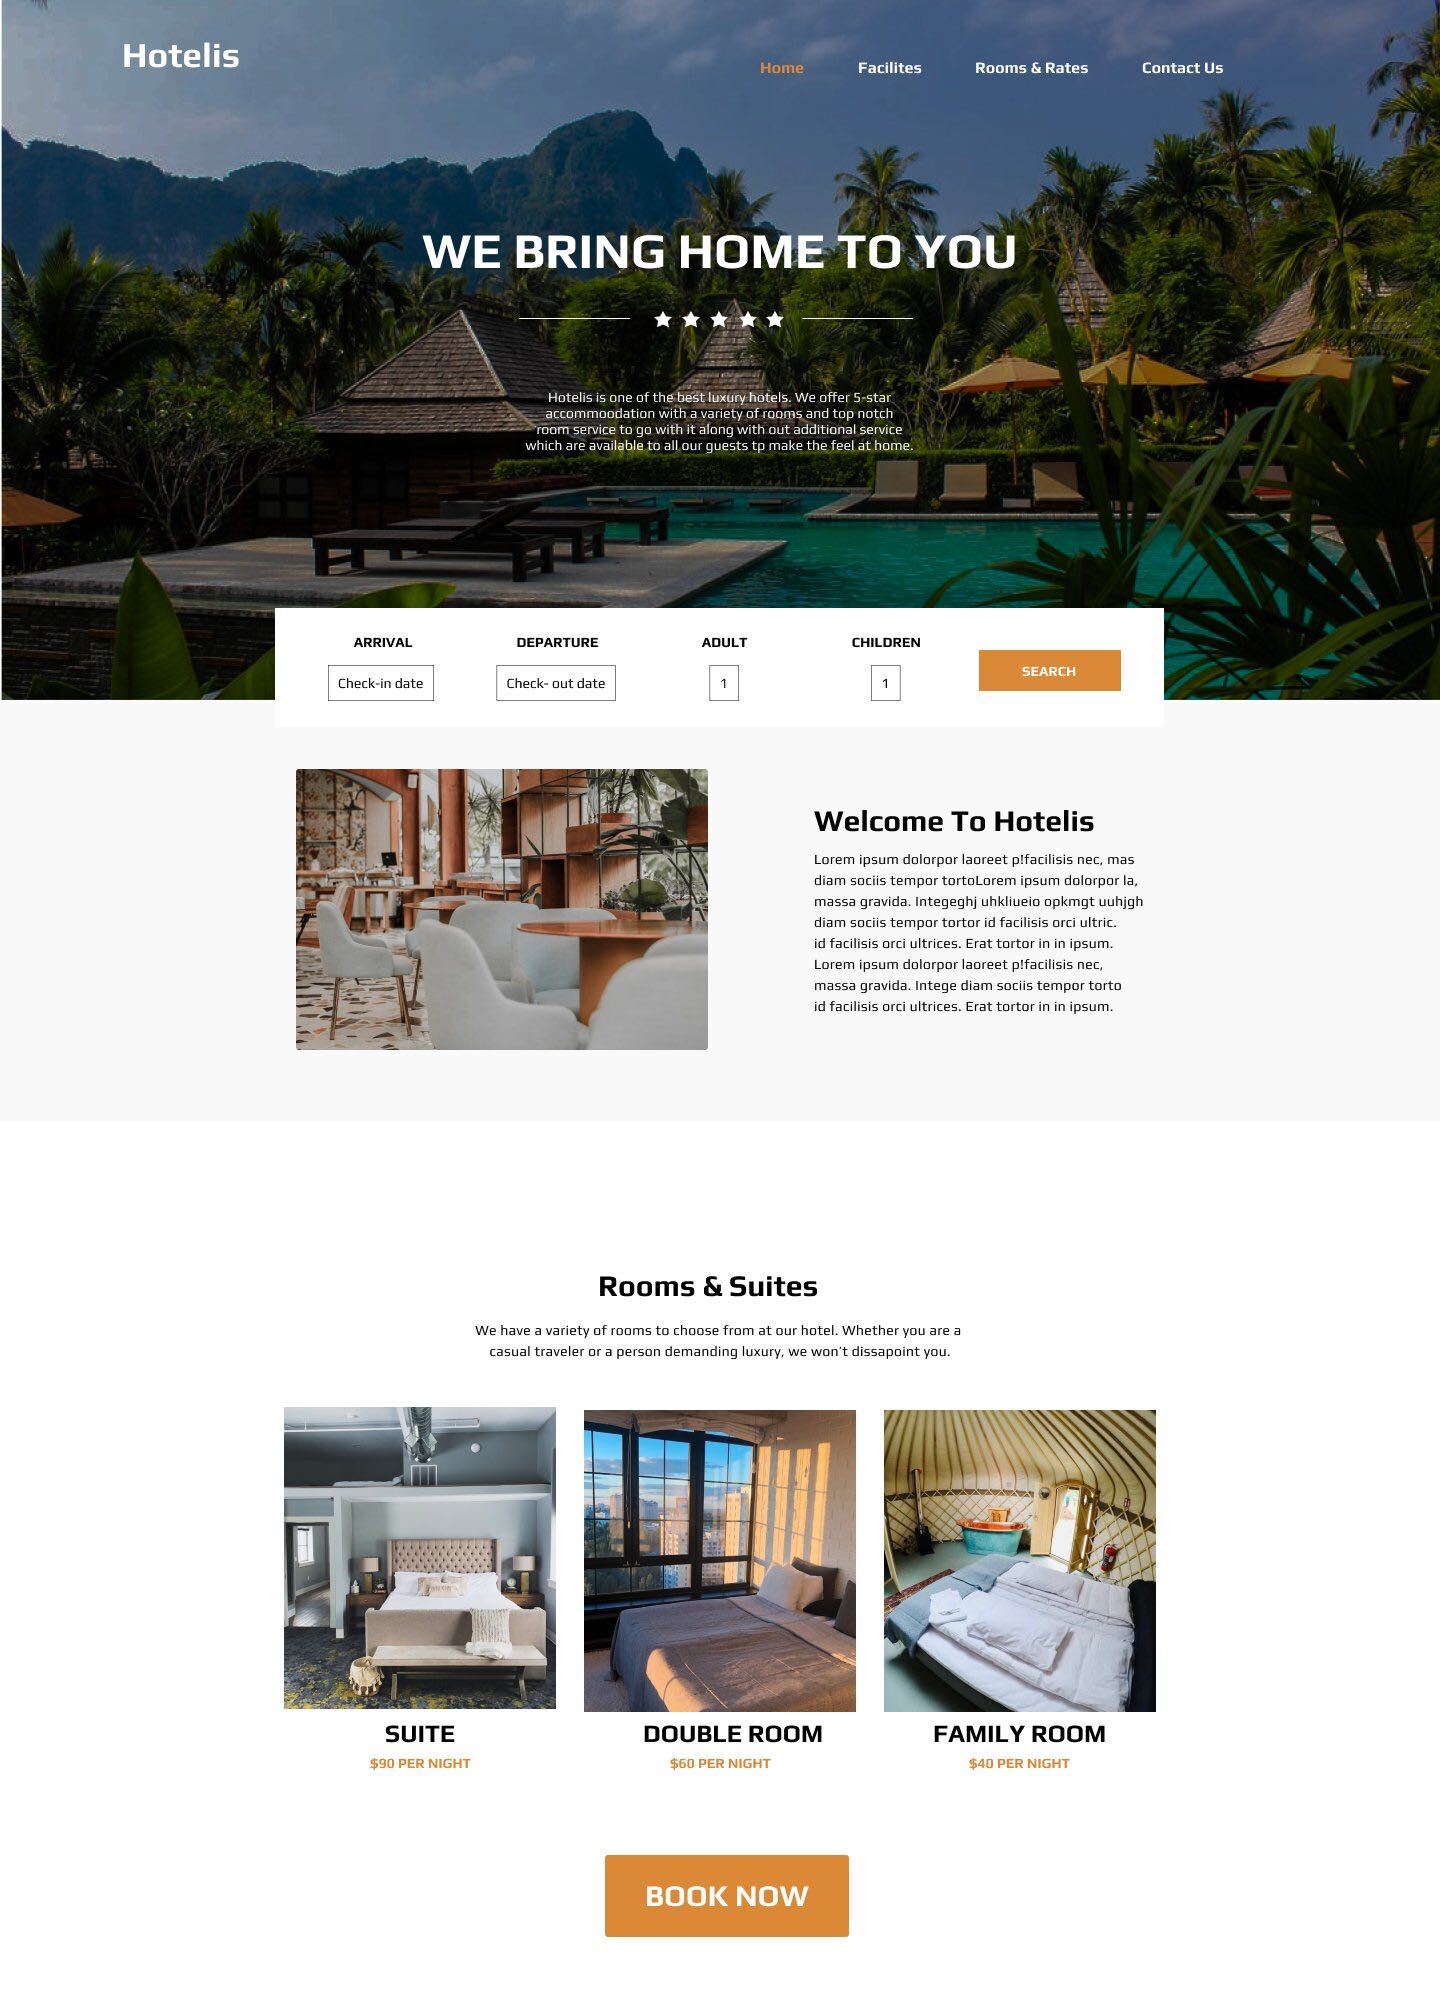 Hotelis
Home Facilites Rooms & Rates Contact Us
WE BRING HOME TO YOU
Hotelis is one of the best luxury hotels. We offer 5-star
accommoodation with a variety of rooms and top notch
room service to go with it along with out additional service
which are available to all our guests tp make the feel at home.
ARRIVAL DEPARTURE ADULT CHILDREN
Check-in date Check- out date 1 1 SEARCH
Welcome To Hotelis
Lorem ipsum dolorpor laoreet p!facilisis nec, mas
diam sociis tempor tortoLorem ipsum dolorpor la,
massa gravida. Integeghj uhkliueio opkmgt uuhjgh
diam sociis tempor tortor id facilisis orci ultric.
id facilisis orci ultrices. Erat tortor in in ipsum.
Lorem ipsum dolorpor laoreet p!facilisis nec,
massa gravida. Intege diam sociis tempor torto
id facilisis orci ultrices. Erat tortor in in ipsum.
Rooms & Suites
We have a variety of rooms to choose from at our hotel. Whether you are a
casual traveler or a person demanding luxury, we won't dissapoint you.
SUITE DOUBLE ROOM FAMILY ROOM
$90 PER NIGHT $60 PER NIGHT $40 PER NIGHT
BOOK NOW